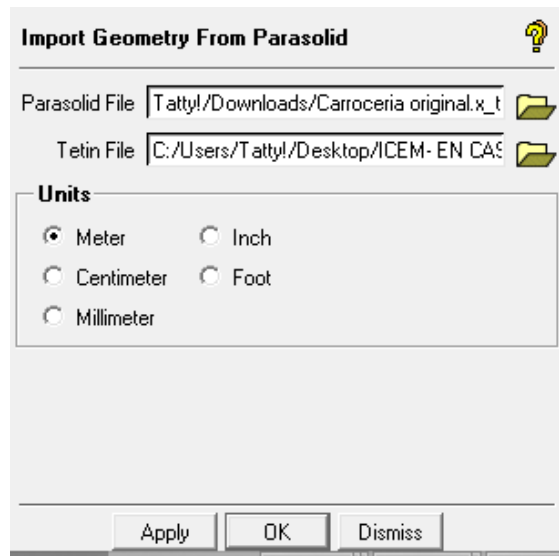 Import Geometry From Parasolid
Parasolid File Tatty!/Downloads/Carroceria original.x_t
Tetin File C:/Users/Tatty!/Desktop/ICEM- EN CAS
Units
Meter Inch
Centimeter Foot
Millimeter
Apply OK Dismiss